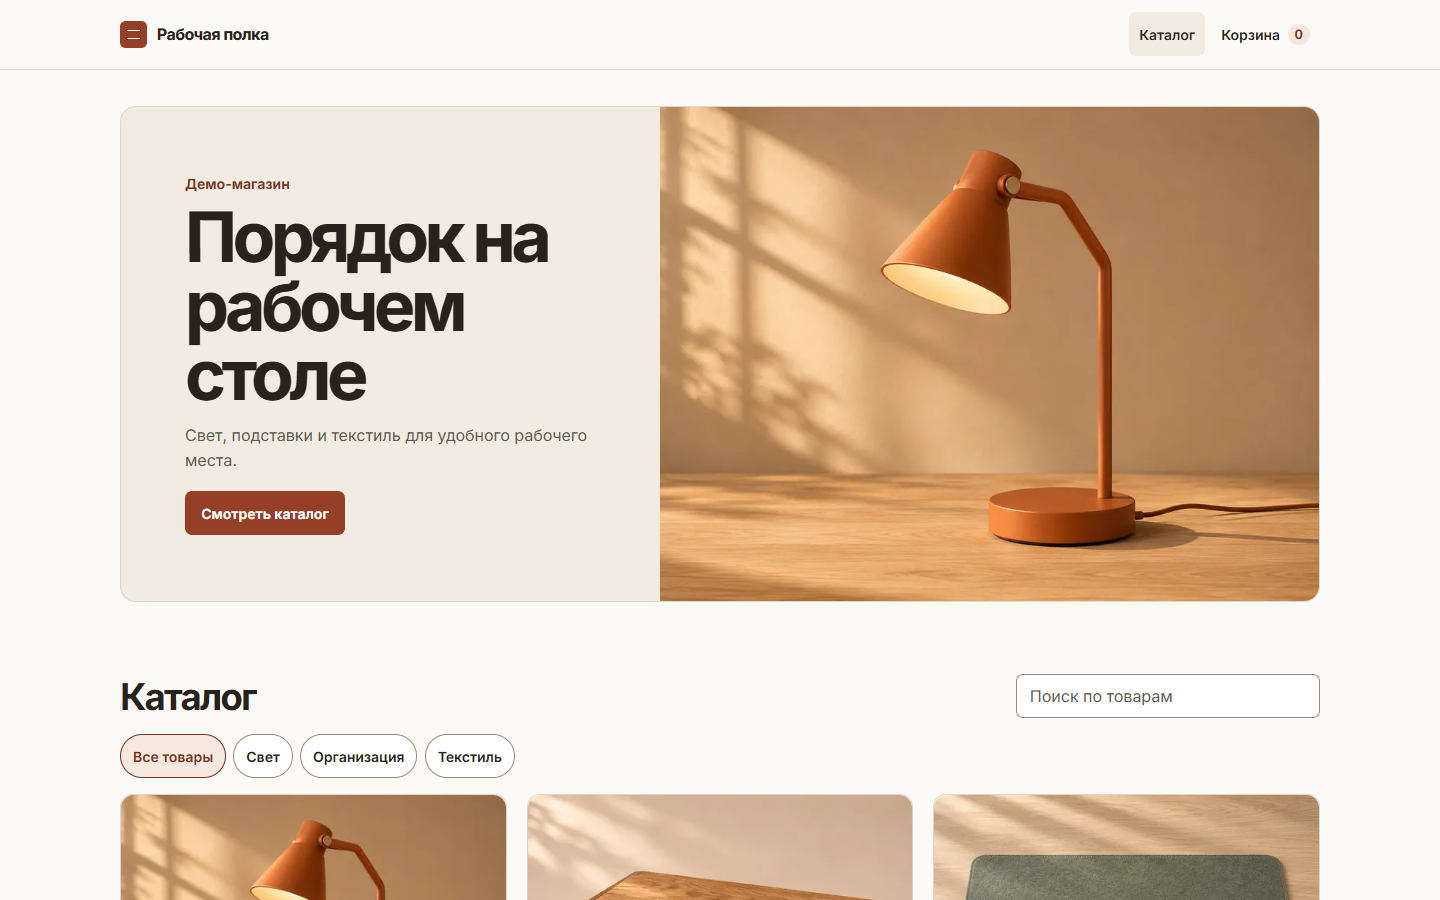 Рабочая полка
Каталог
Корзина 0
Демо-магазин
Порядок на
рабочем
столе
Свет, подставки и текстиль для удобного рабочего
места.
Смотреть каталог
Каталог
Поиск по товарам
Все товары
Свет
Организация
Текстиль